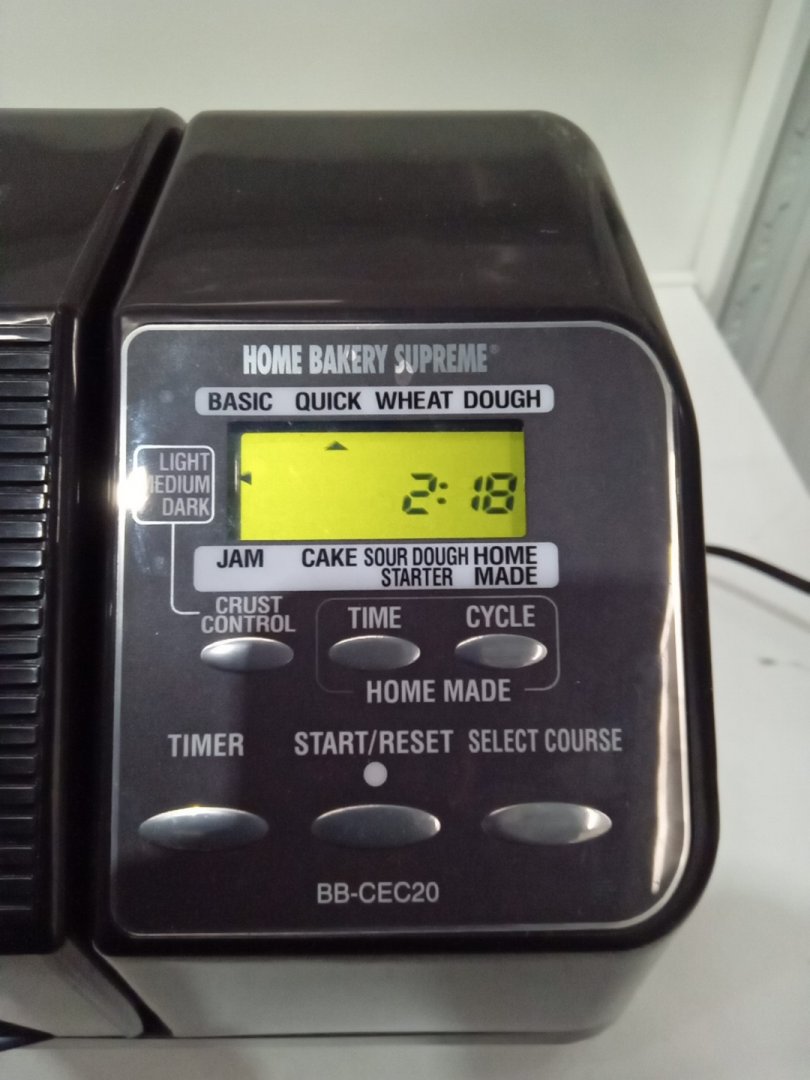 HOME BAKERY SUPREME®
BASIC QUICK WHEAT DOUGH
LIGHT
MEDIUM
DARK
2:18
JAM CAKE SOUR DOUGH STARTER HOME MADE
CRUST CONTROL
TIME CYCLE
HOME MADE
TIMER START/RESET SELECT COURSE
BB-CEC20